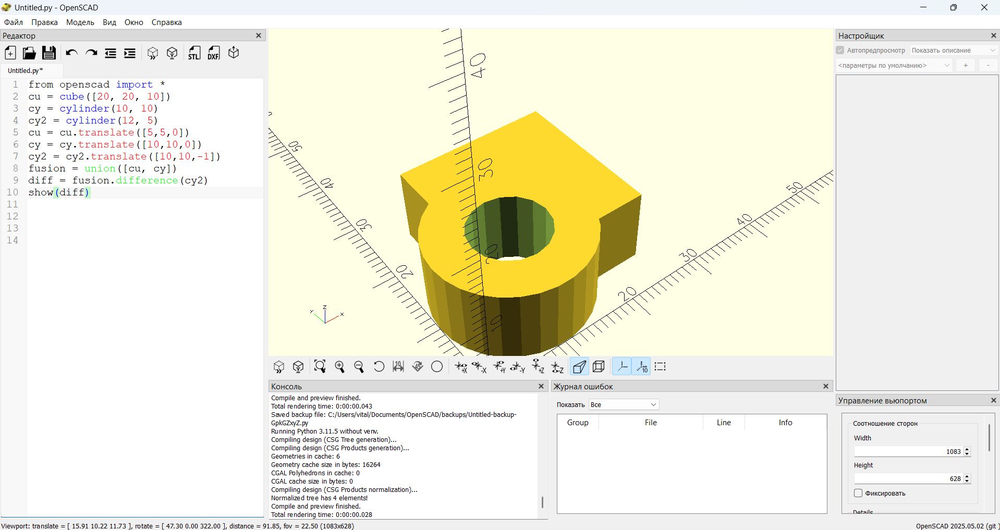 Untitled.py - OpenSCAD
Файл Правка Модель Вид Окно Справка
Редактор
STL DXF
Untitled.py*
1 from openscad import *
2 cu = cube([20, 20, 10])
3 cy = cylinder(10, 10)
4 cy2 = cylinder(12, 5)
5 cu = cu.translate([5,5,0])
6 cy = cy.translate([10,10,0])
7 cy2 = cy2.translate([10,10,-1])
8 fusion = union([cu, cy])
9 diff = fusion.difference(cy2)
10 show(diff)
11
12
13
14
40
30
20
10
50
40
30
20
50
40
30
20
z
y
x
10 45 +X -X +Y -Y +Z -Z 10
Консоль
Compile and preview finished.
Total rendering time: 0:00:00.043
Saved backup file: C:/Users/vital/Documents/OpenSCAD/backups/Untitled-backup-
GpkGZxyZ.py
Running Python 3.11.5 without venv.
Compiling design (CSG Tree generation)...
Compiling design (CSG Products generation)...
Geometries in cache: 6
Geometry cache size in bytes: 16264
CGAL Polyhedrons in cache: 0
CGAL cache size in bytes: 0
Compiling design (CSG Products normalization)...
Normalized tree has 4 elements!
Compile and preview finished.
Total rendering time: 0:00:00.028
Журнал ошибок
Показать Все
Group File Line Info
Настройщик
Автопредпросмотр Показать описание
<параметры по умолчанию> + -
Управление вьюпортом
Соотношение сторон
Width
1083
Height
628
Фиксировать
Details
Viewport: translate = [ 15.91 10.22 11.73 ], rotate = [ 47.30 0.00 322.00 ], distance = 91.85, fov = 22.50 (1083x628)
OpenSCAD 2025.05.02 (git )